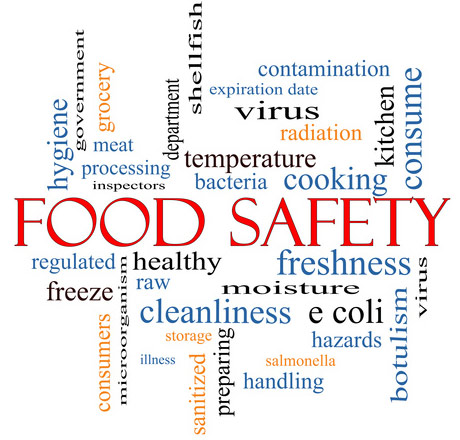 shellfish
government
grocery
department
contamination
expiration date
virus
kitchen
consume
hygiene
meat
processing
inspectors
temperature
radiation
bacteria
cooking
FOOD SAFETY
regulated
healthy
freshness
freeze
raw
moisture
virus
microorganism
cleanliness
e coli
botulism
consumers
storage
illness
sanitized
preparing
hazards
salmonella
handling